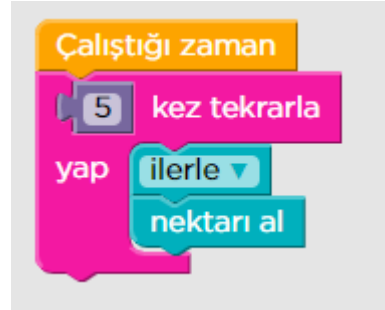 Çalıştığı zaman
5 kez tekrarla
yap ilerle
nektarı al